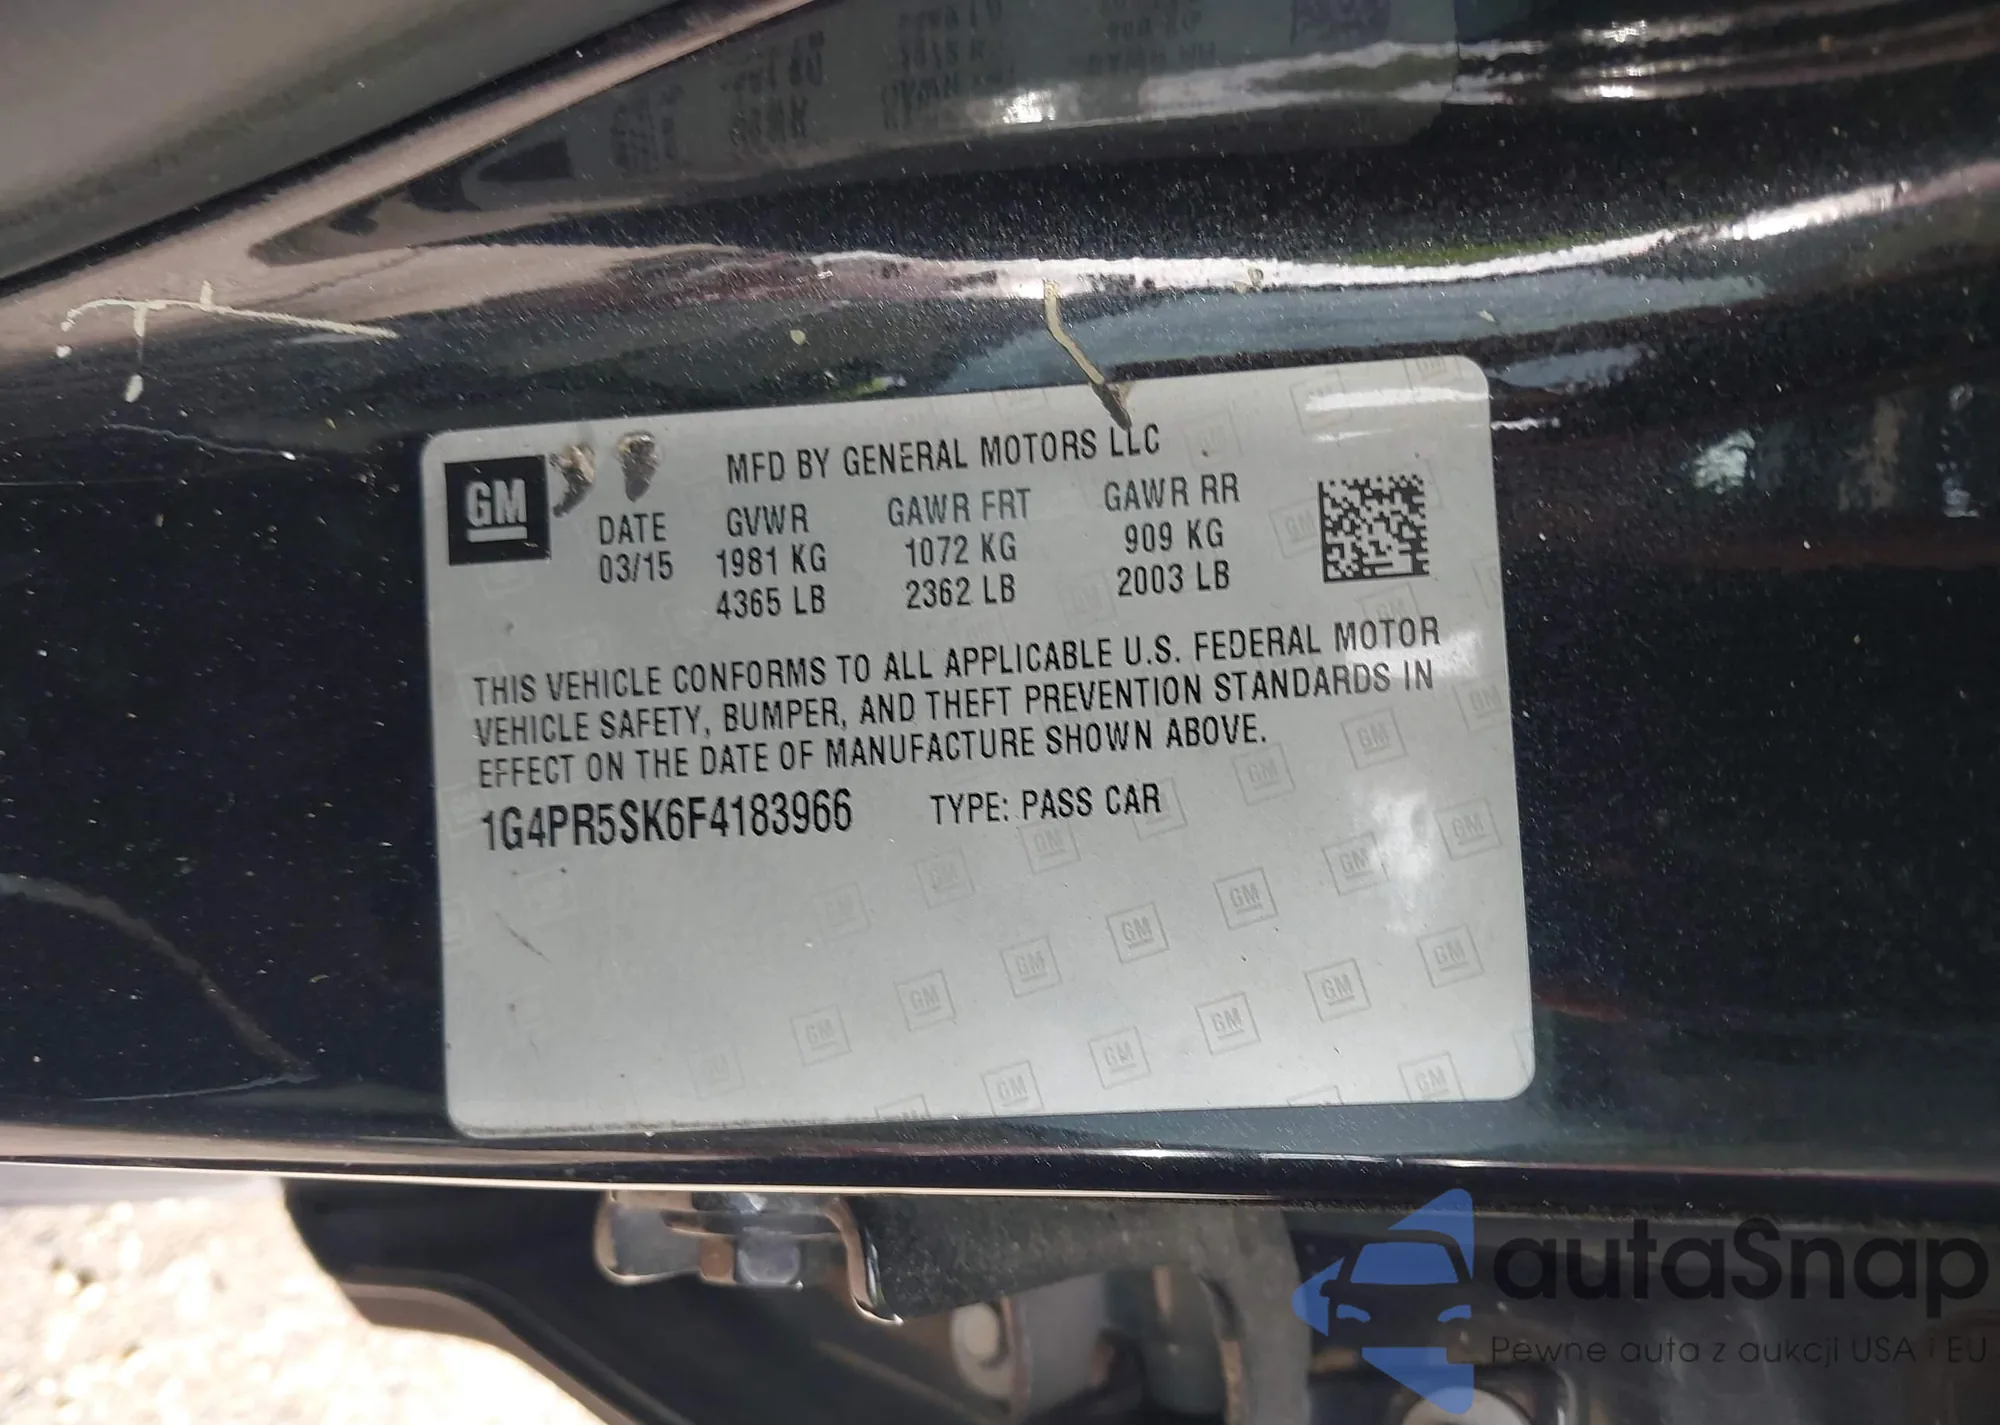 GM
MFD BY GENERAL MOTORS LLC
DATE GVWR GAWR FRT GAWR RR
03/15 1981 KG 1072 KG 909 KG
4365 LB 2362 LB 2003 LB
THIS VEHICLE CONFORMS TO ALL APPLICABLE U.S. FEDERAL MOTOR
VEHICLE SAFETY, BUMPER, AND THEFT PREVENTION STANDARDS IN
EFFECT ON THE DATE OF MANUFACTURE SHOWN ABOVE.
1G4PR5SK6F4183966 TYPE: PASS CAR
autaSnap
Pewne auta z aukcji USA i EU